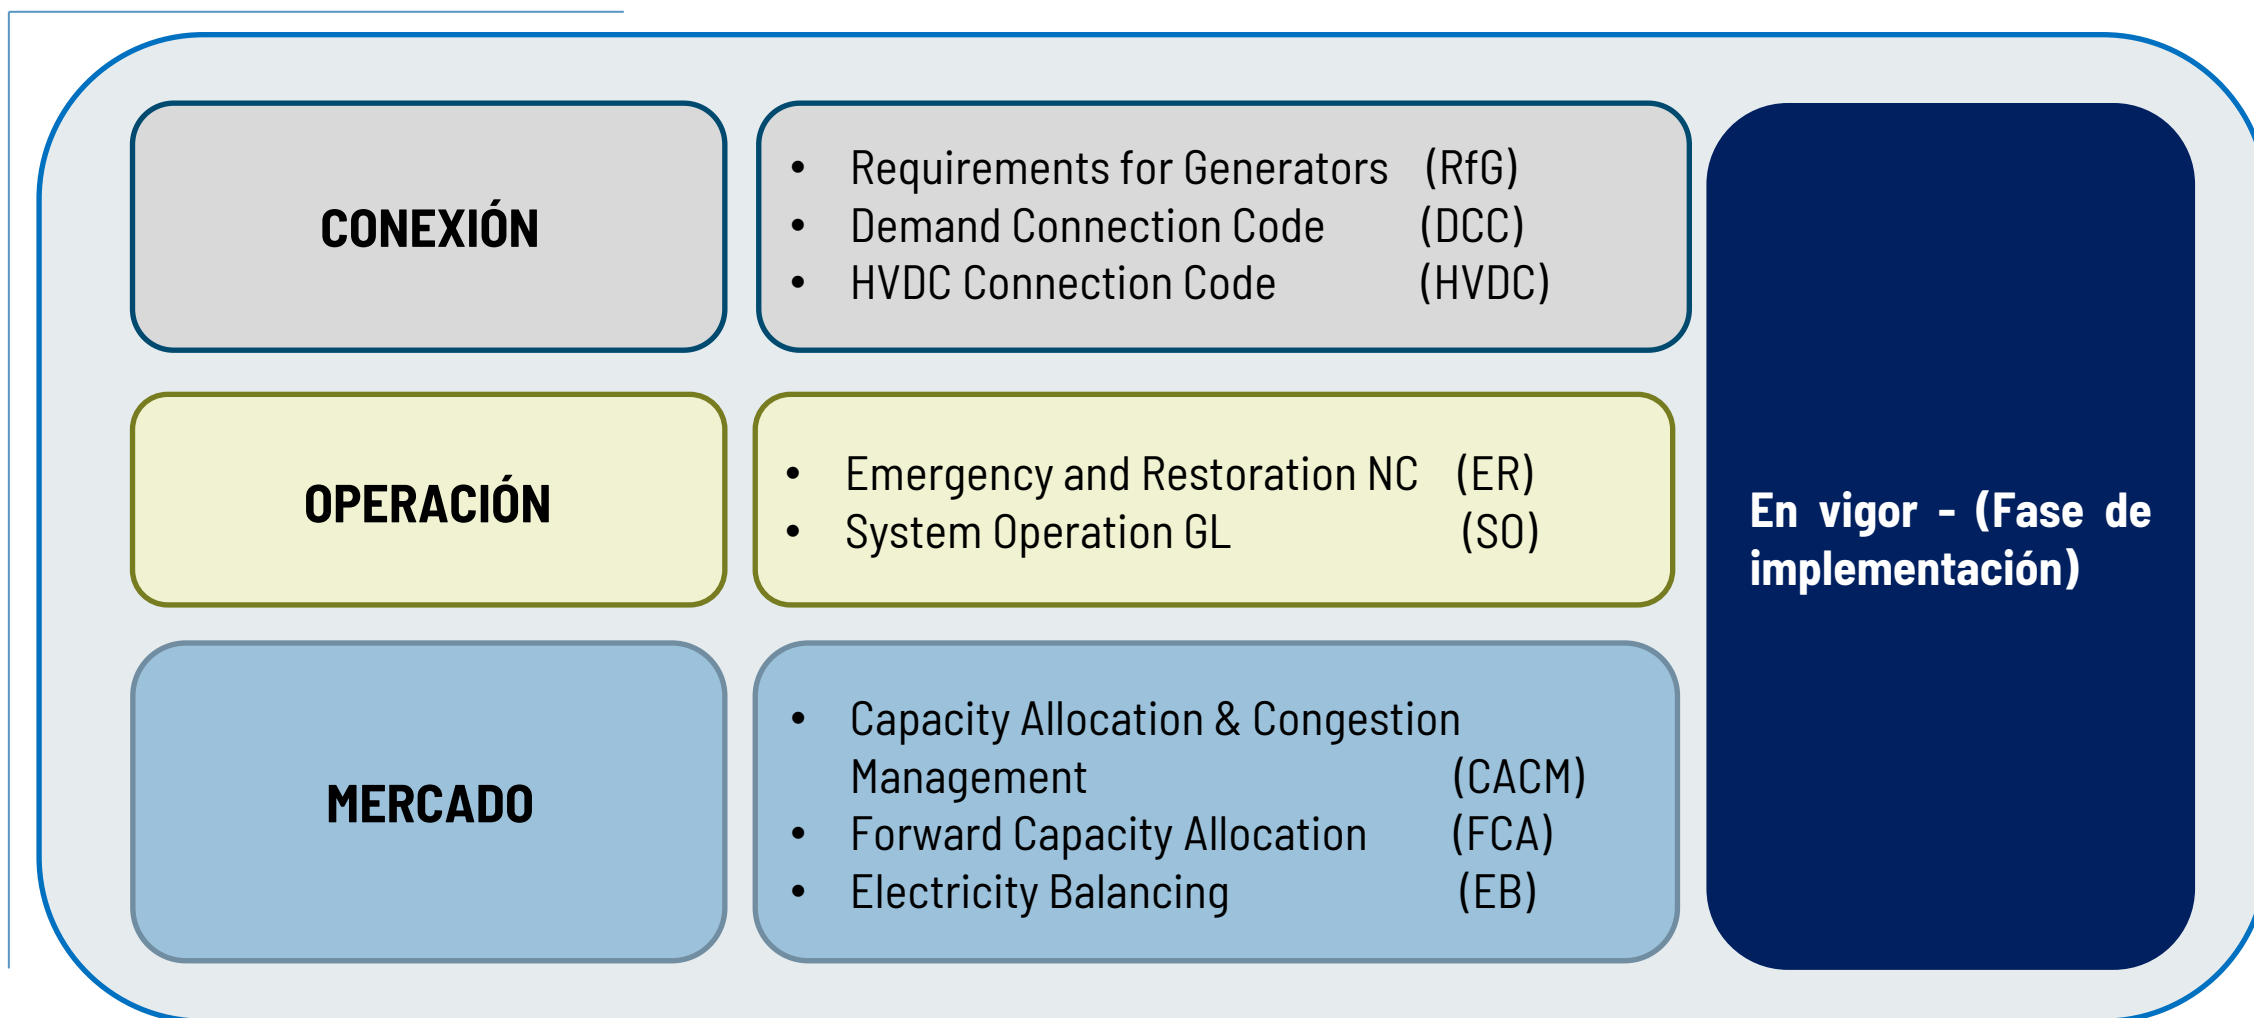 CONEXIÓN
• Requirements for Generators (RfG)
• Demand Connection Code (DCC)
• HVDC Connection Code (HVDC)
OPERACIÓN
• Emergency and Restoration NC (ER)
• System Operation GL (SO)
MERCADO
• Capacity Allocation & Congestion
Management (CACM)
• Forward Capacity Allocation (FCA)
• Electricity Balancing (EB)
En vigor - (Fase de
implementación)